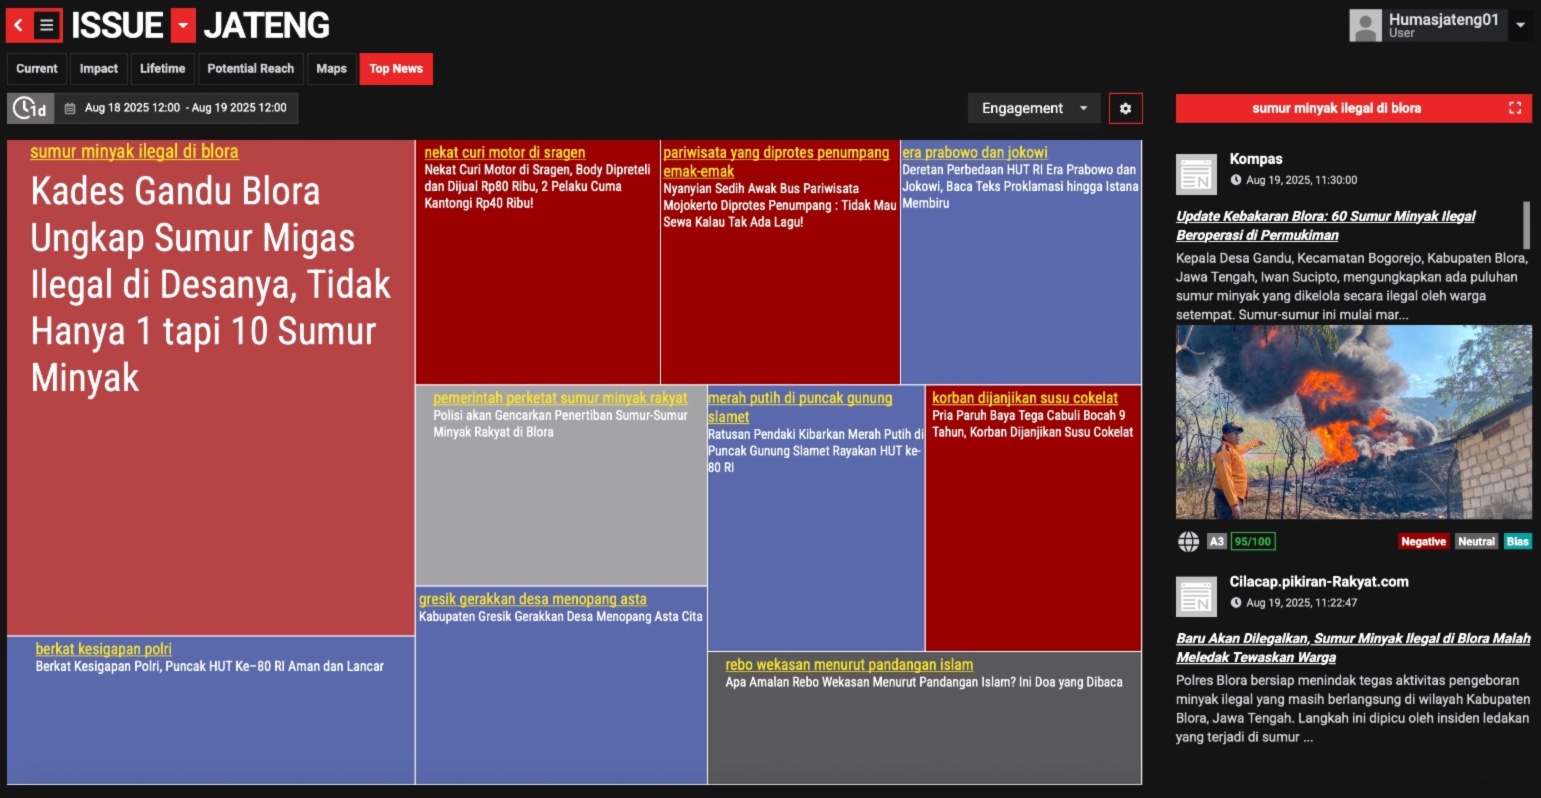 ISSUE JATENG
Humasjateng01
User
Current
Impact
Lifetime
Potential Reach
Maps
Top News
1d
Aug 18 2025 12:00 - Aug 19 2025 12:00
Engagement
sumur minyak ilegal di blora
Kades Gandu Blora
Ungkap Sumur Migas
Ilegal di Desanya, Tidak
Hanya 1 tapi 10 Sumur
Minyak
nekat curi motor di sragen
Nekat Curi Motor di Sragen, Body Dipreteli
dan Dijual Rp80 Ribu, 2 Pelaku Cuma
Kantongi Rp40 Ribu!
pariwisata yang diprotes penumpang
emak-emak
Nyanyian Sedih Awak Bus Pariwisata
Mojokerto Diprotes Penumpang : Tidak Mau
Sewa Kalau Tak Ada Lagu!
era prabowo dan jokowi
Deretan Perbedaan HUT RI Era Prabowo dan
Jokowi, Baca Teks Proklamasi hingga Istana
Membiru
pemerintah perketat sumur minyak rakyat
Polisi akan Gencarkan Penertiban Sumur-Sumur
Minyak Rakyat di Blora
merah putih di puncak gunung
slamet
Ratusan Pendaki Kibarkan Merah Putih di
Puncak Gunung Slamet Rayakan HUT ke-
80 RI
korban dijanjikan susu cokelat
Pria Paruh Baya Tega Cabuli Bocah 9
Tahun, Korban Dijanjikan Susu Cokelat
gresik gerakkan desa menopang asta
Kabupaten Gresik Gerakkan Desa Menopang Asta Cita
berkat kesigapan polri
Berkat Kesigapan Polri, Puncak HUT Ke–80 RI Aman dan Lancar
rebo wekasan menurut pandangan islam
Apa Amalan Rebo Wekasan Menurut Pandangan Islam? Ini Doa yang Dibaca
sumur minyak ilegal di blora
Kompas
Aug 19, 2025, 11:30:00
Update Kebakaran Blora: 60 Sumur Minyak Ilegal
Beroperasi di Permukiman
Kepala Desa Gandu, Kecamatan Bogorejo, Kabupaten Blora,
Jawa Tengah, Iwan Sucipto, mengungkapkan ada puluhan
sumur minyak yang dikelola secara ilegal oleh warga
setempat. Sumur-sumur ini mulai mar...
A3
95/100
Negative
Neutral
Bias
Cilacap.pikiran-Rakyat.com
Aug 19, 2025, 11:22:47
Baru Akan Dilegalkan, Sumur Minyak Ilegal di Blora Malah
Meledak Tewaskan Warga
Polres Blora bersiap menindak tegas aktivitas pengeboran
minyak ilegal yang masih berlangsung di wilayah Kabupaten
Blora, Jawa Tengah. Langkah ini dipicu oleh insiden ledakan
yang terjadi di sumur ...